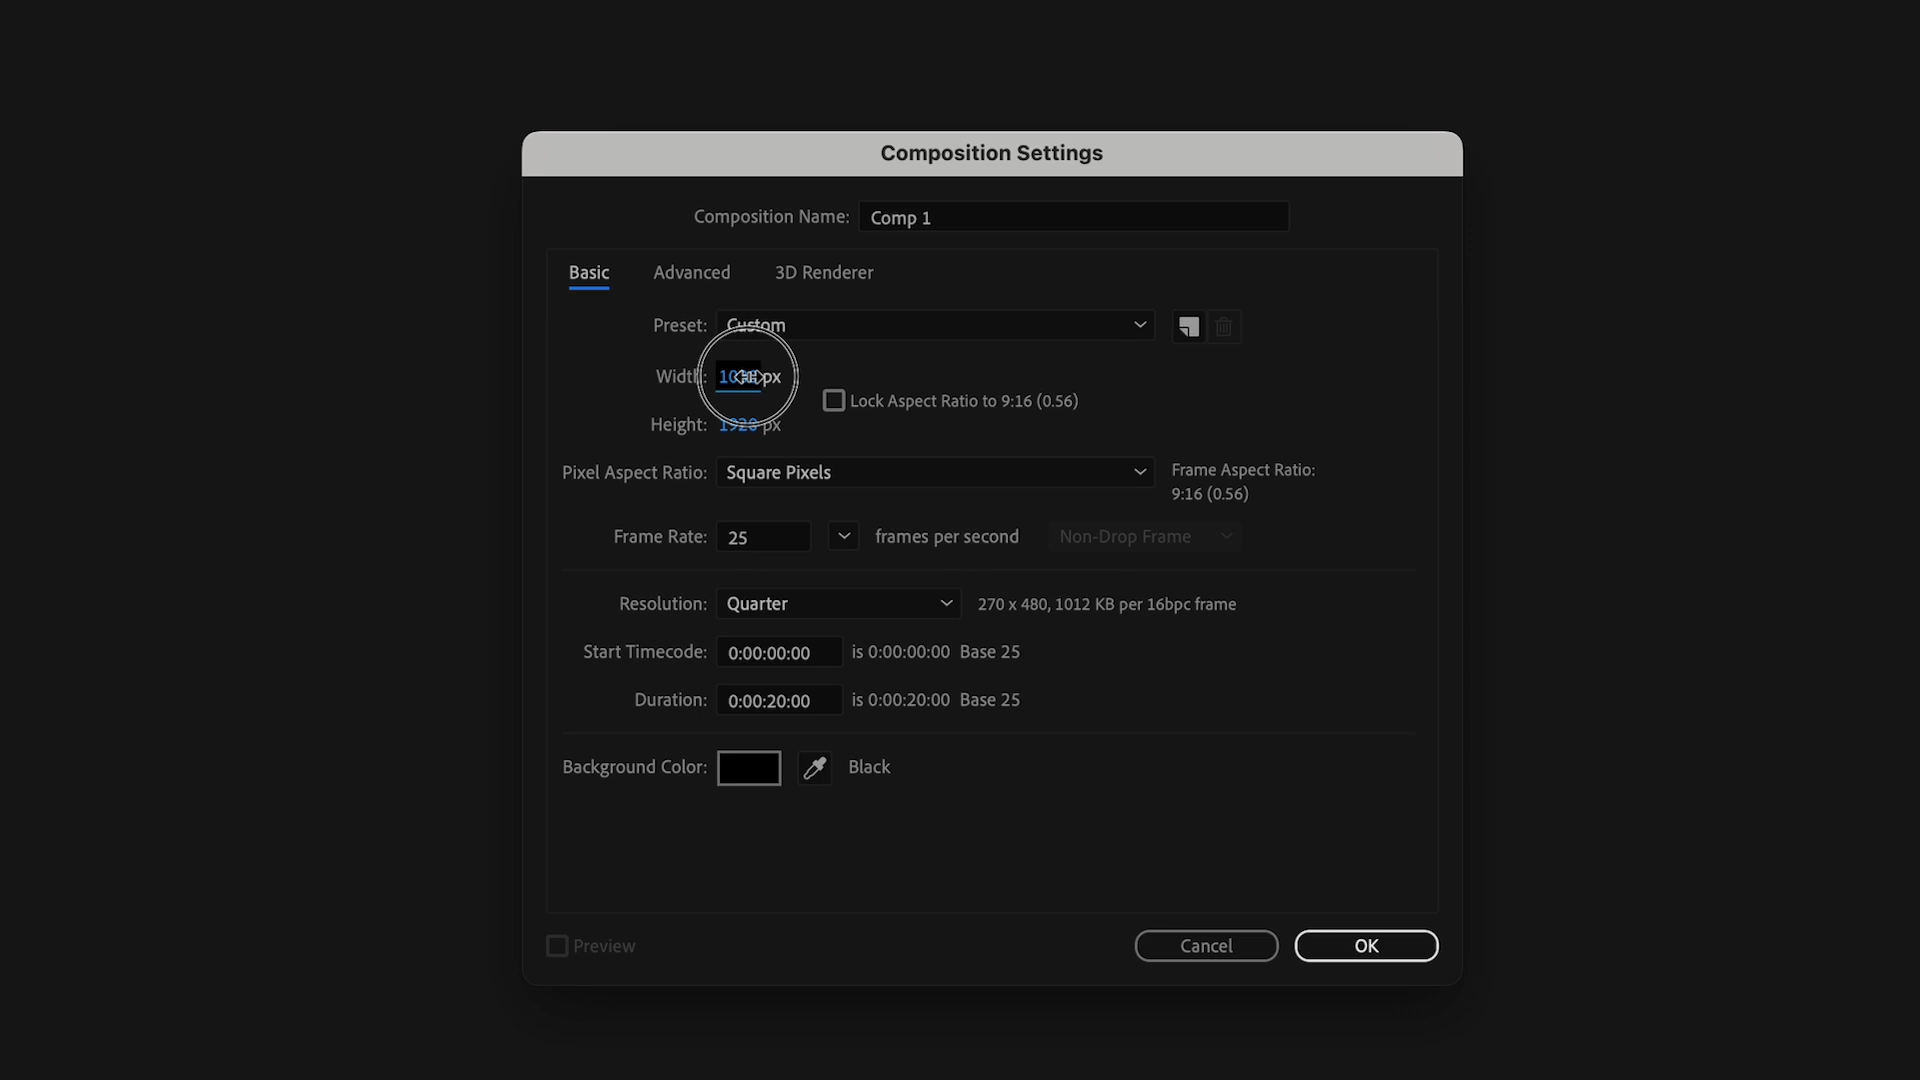 Composition Settings
Composition Name: Comp 1
Basic Advanced 3D Renderer
Preset: Custom
Width: px
Lock Aspect Ratio to 9:16 (0.56)
Height: 1920 px
Pixel Aspect Ratio: Square Pixels
Frame Aspect Ratio:
9:16 (0.56)
Frame Rate: 25 frames per second Non-Drop Frame
Resolution: Quarter 270 x 480, 1012 KB per 16bpc frame
Start Timecode: 0:00:00:00 is 0:00:00:00 Base 25
Duration: 0:00:20:00 is 0:00:20:00 Base 25
Background Color: Black
Preview Cancel OK